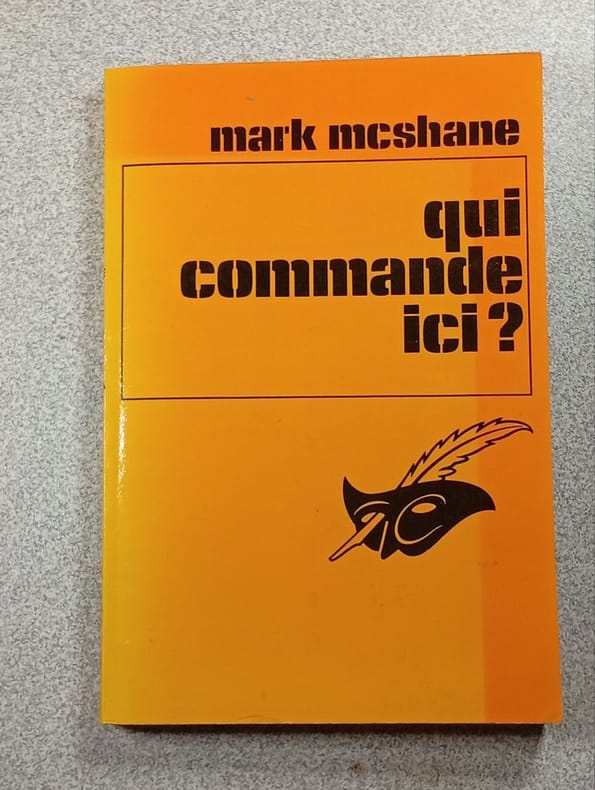 mark mcshane
qui
commande
ici?